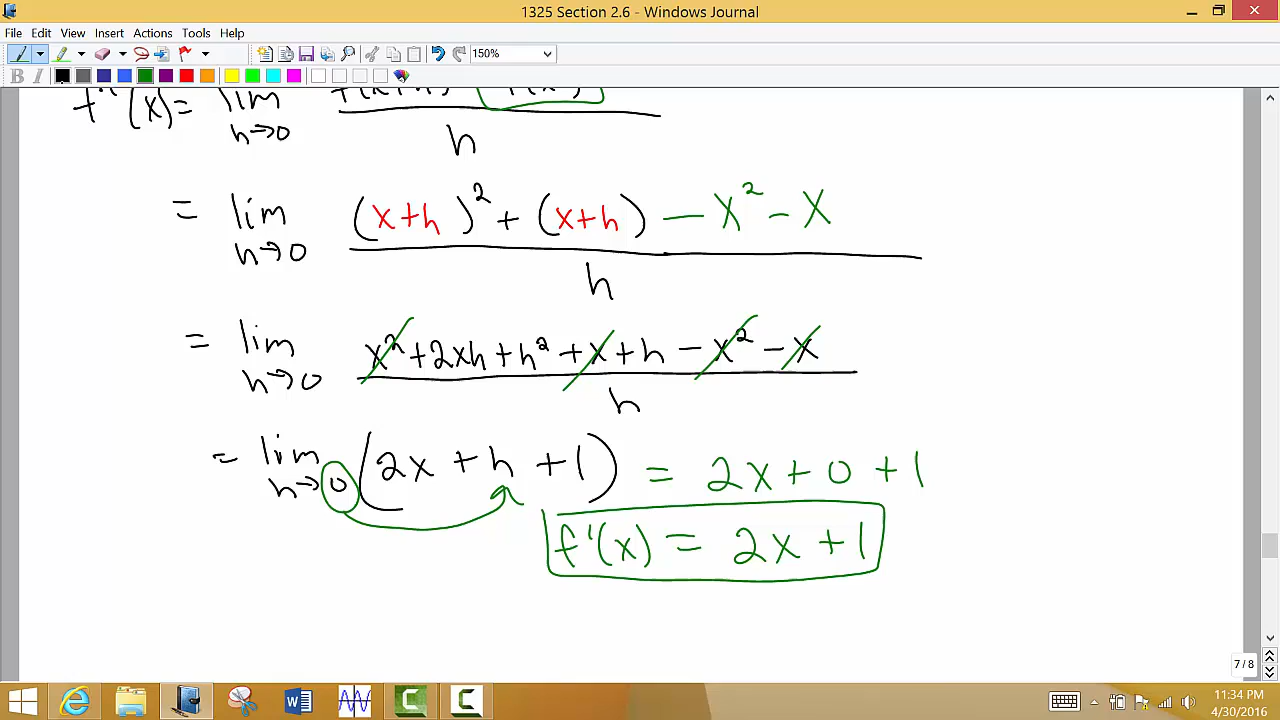 1325 Section 2.6 - Windows Journal
File Edit View Insert Actions Tools Help
150%
B I
f'(x) = lim h→0 f(x+h) - f(x)
h
= lim h→0 (x+h)² + (x+h) - x² - x
h
= lim h→0 x² + 2xh + h² + x + h - x² - x
h
= lim h→0 (2x + h + 1) = 2x + 0 + 1
f'(x) = 2x + 1
7 / 8
11:34 PM
4/30/2016